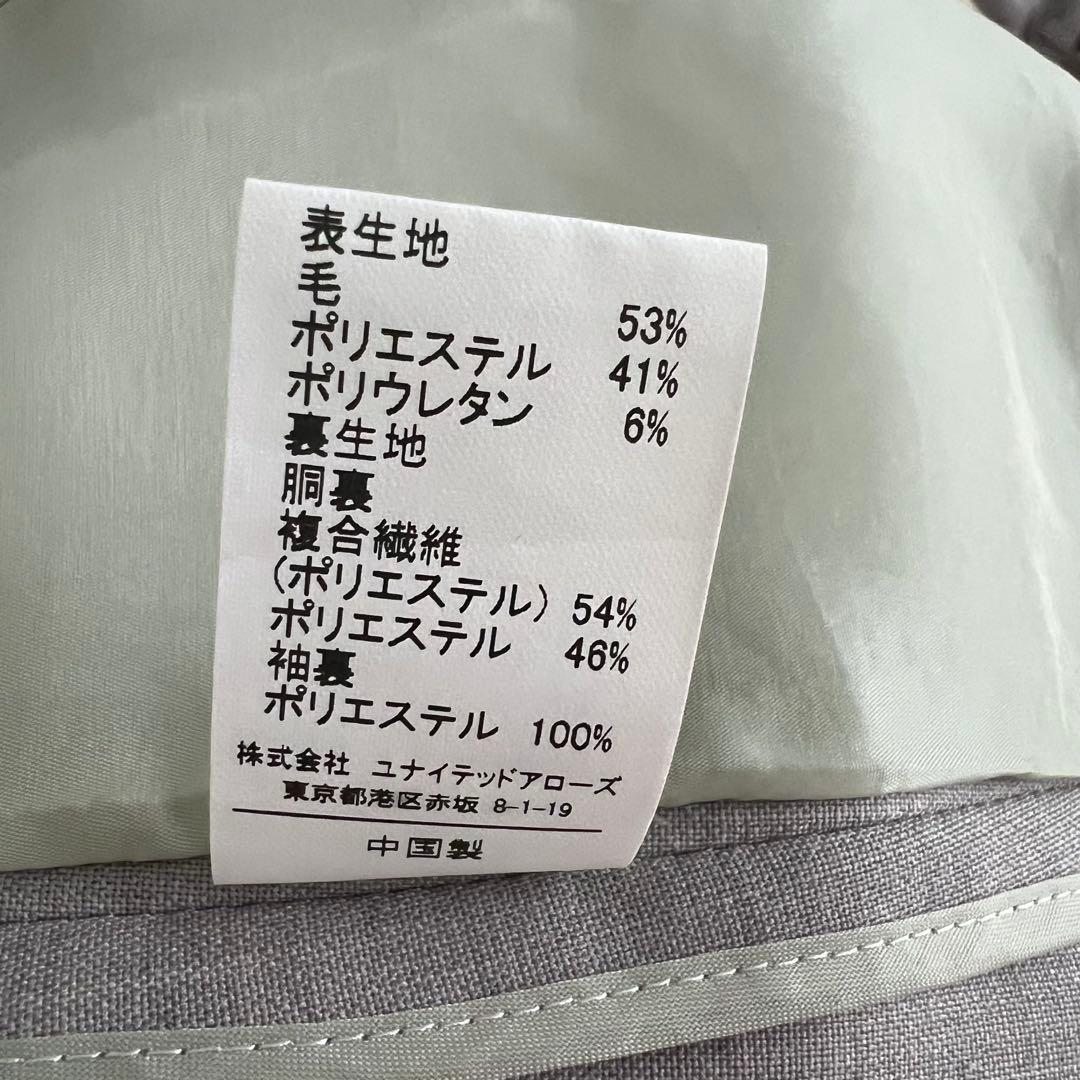 表生地
毛 53%
ポリエステル 41%
ポリウレタン 6%
裏生地
胴裏
複合繊維
(ポリエステル) 54%
ポリエステル 46%
袖裏
ポリエステル 100%
株式会社 ユナイテッドアローズ
東京都港区赤坂 8-1-19
中国製